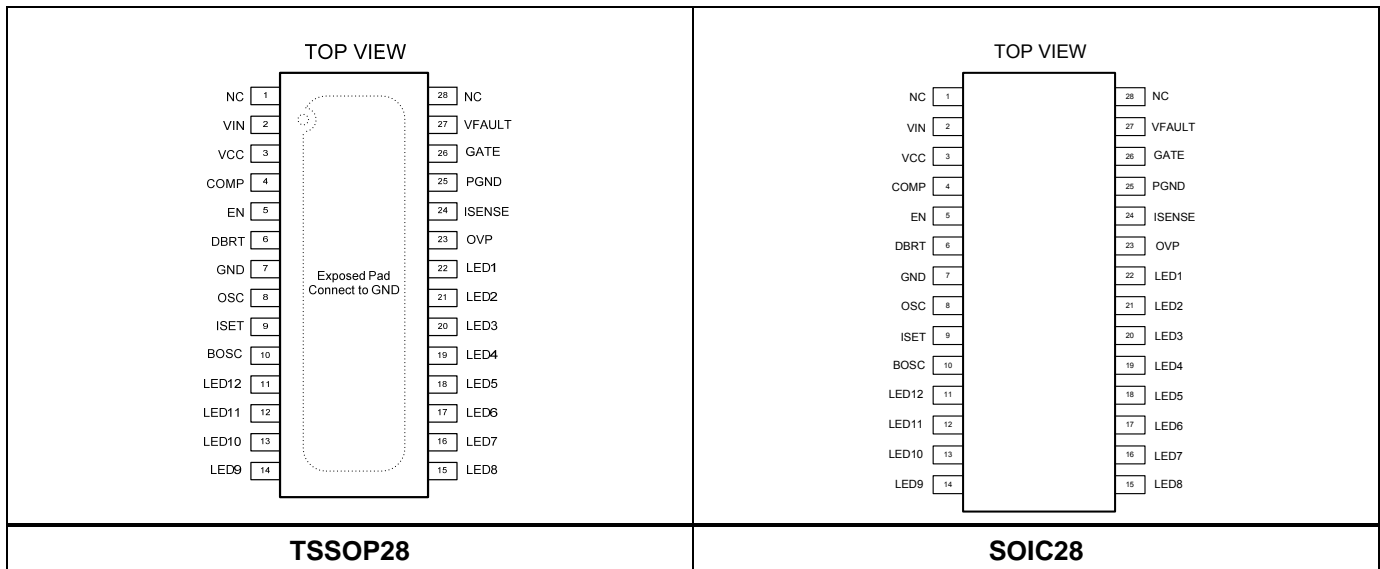 TOP VIEW
NC 1 28 NC
VIN 2 27 VFAULT
VCC 3 26 GATE
COMP 4 25 PGND
EN 5 24 ISENSE
DBRT 6 23 OVP
GND 7 22 LED1
OSC 8 21 LED2
ISET 9 20 LED3
BOSC 10 19 LED4
LED12 11 18 LED5
LED11 12 17 LED6
LED10 13 16 LED7
LED9 14 15 LED8
Exposed Pad
Connect to GND
TSSOP28
TOP VIEW
NC 1 28 NC
VIN 2 27 VFAULT
VCC 3 26 GATE
COMP 4 25 PGND
EN 5 24 ISENSE
DBRT 6 23 OVP
GND 7 22 LED1
OSC 8 21 LED2
ISET 9 20 LED3
BOSC 10 19 LED4
LED12 11 18 LED5
LED11 12 17 LED6
LED10 13 16 LED7
LED9 14 15 LED8
SOIC28